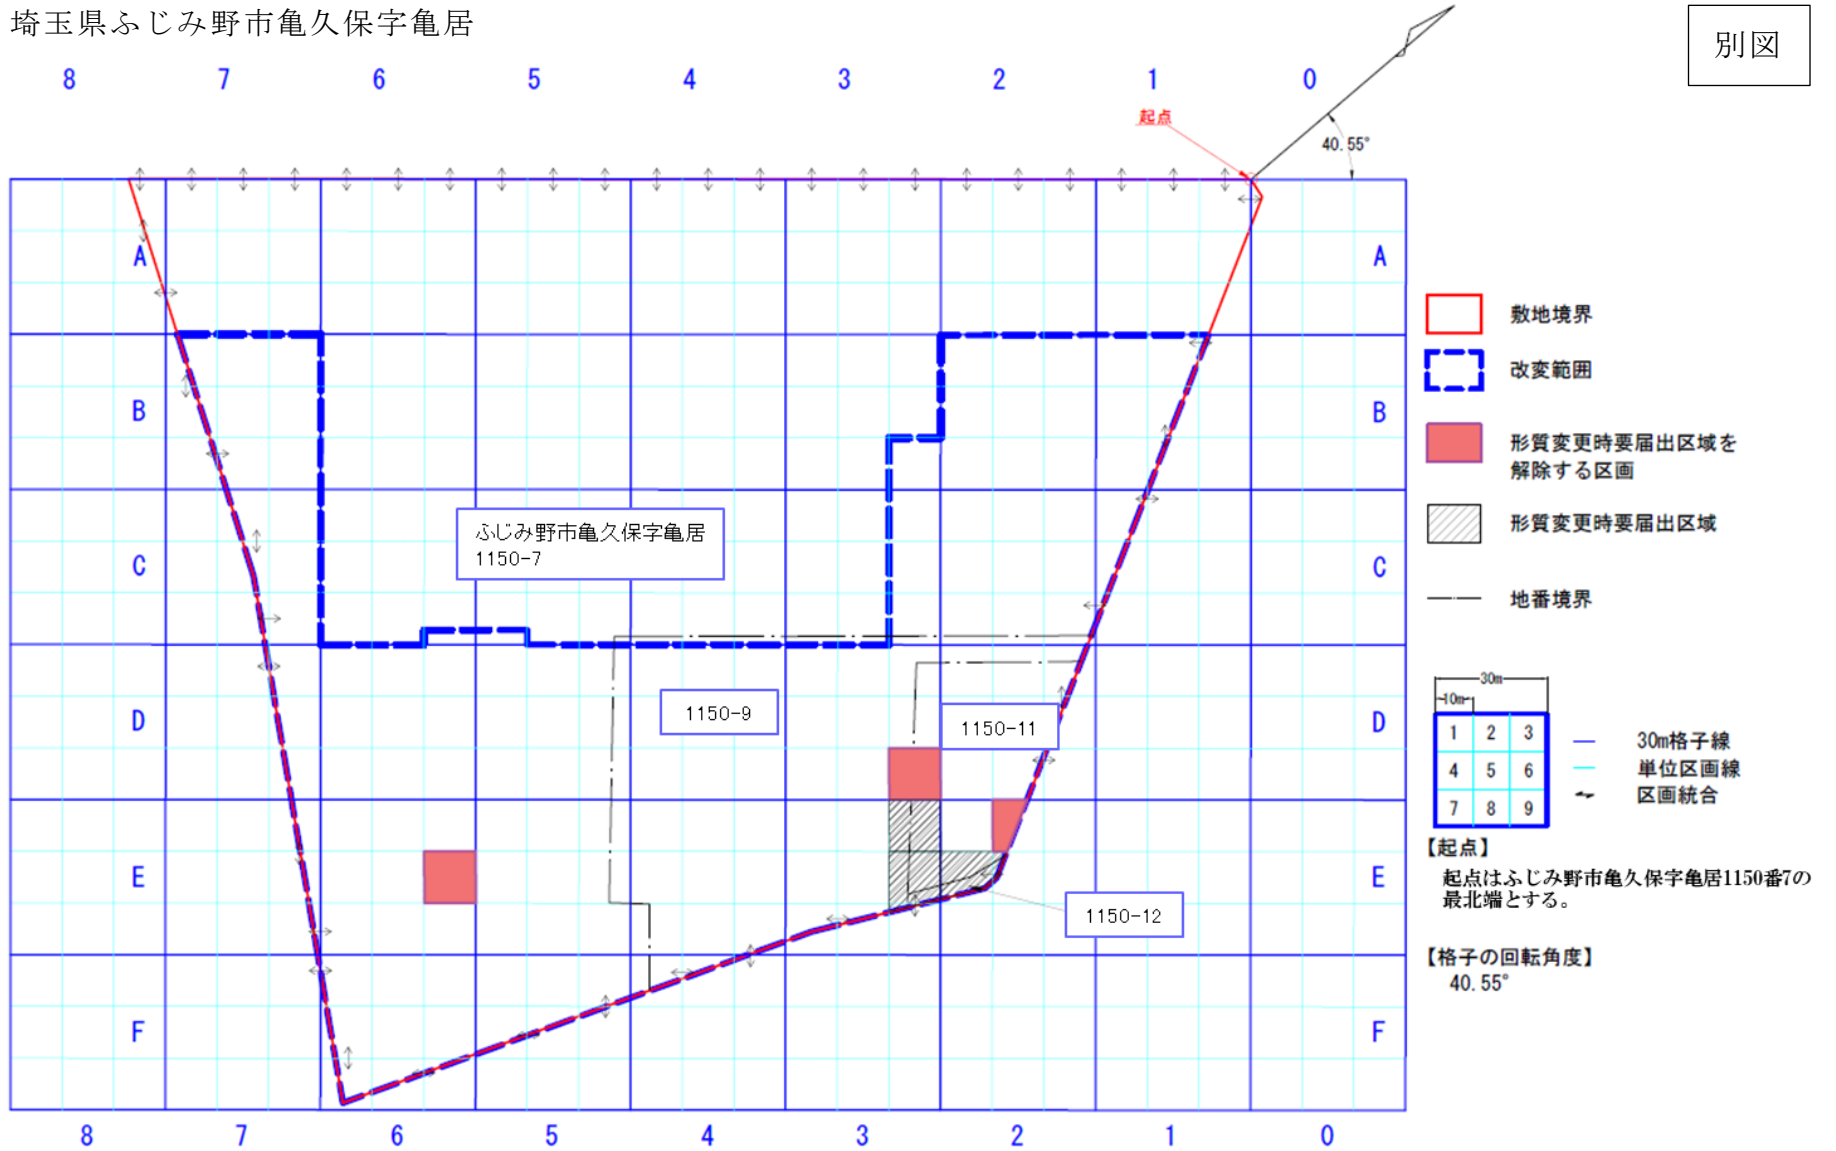 埼玉県ふじみ野市亀久保字亀居
別図
8 7 6 5 4 3 2 1 0
起点
40.55°
A A
B B
C C
D D
E E
F F
ふじみ野市亀久保字亀居
1150-7
1150-9
1150-11
1150-12
8 7 6 5 4 3 2 1 0
敷地境界
改変範囲
形質変更時要届出区域を
解除する区画
形質変更時要届出区域
地番境界
30m
10m
1 2 3
4 5 6
7 8 9
30m格子線
単位区画線
区画統合
【起点】
起点はふじみ野市亀久保字亀居1150番7の
最北端とする。
【格子の回転角度】
40.55°